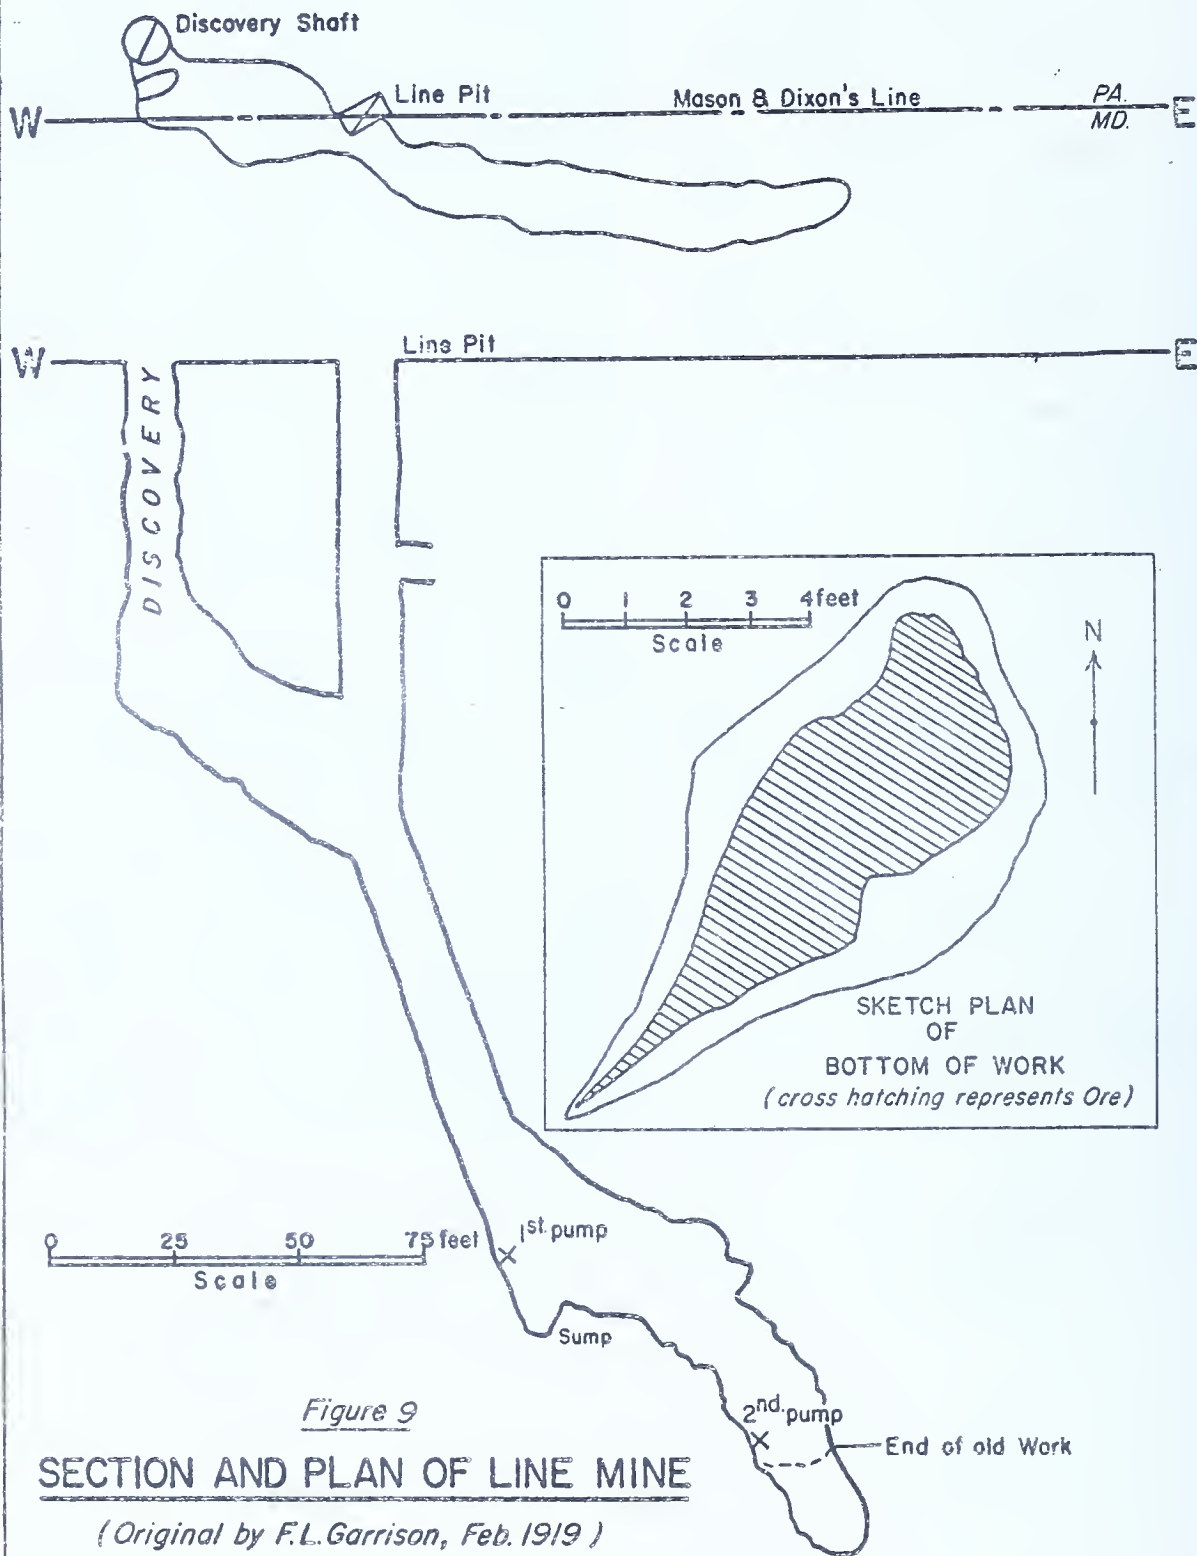 Discovery Shaft
Line Pit
Mason & Dixon's Line
PA.
W
E
MD.
Line Pit
W
E
DISCOVERY
0 1 2 3 4 feet
Scale
N
SKETCH PLAN
OF
BOTTOM OF WORK
(cross hatching represents Ore)
0 25 50 75 feet
Scale
1st. pump
Sump
2nd. pump
End of old Work
Figure 9
SECTION AND PLAN OF LINE MINE
(Original by F.L. Garrison, Feb. 1919)